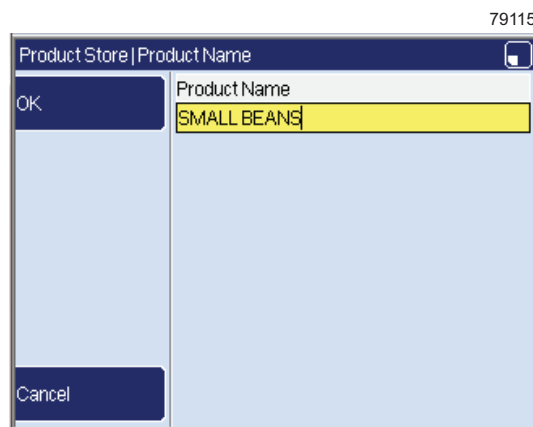 79115
Product Store | Product Name
OK
Product Name
SMALL BEANS
Cancel